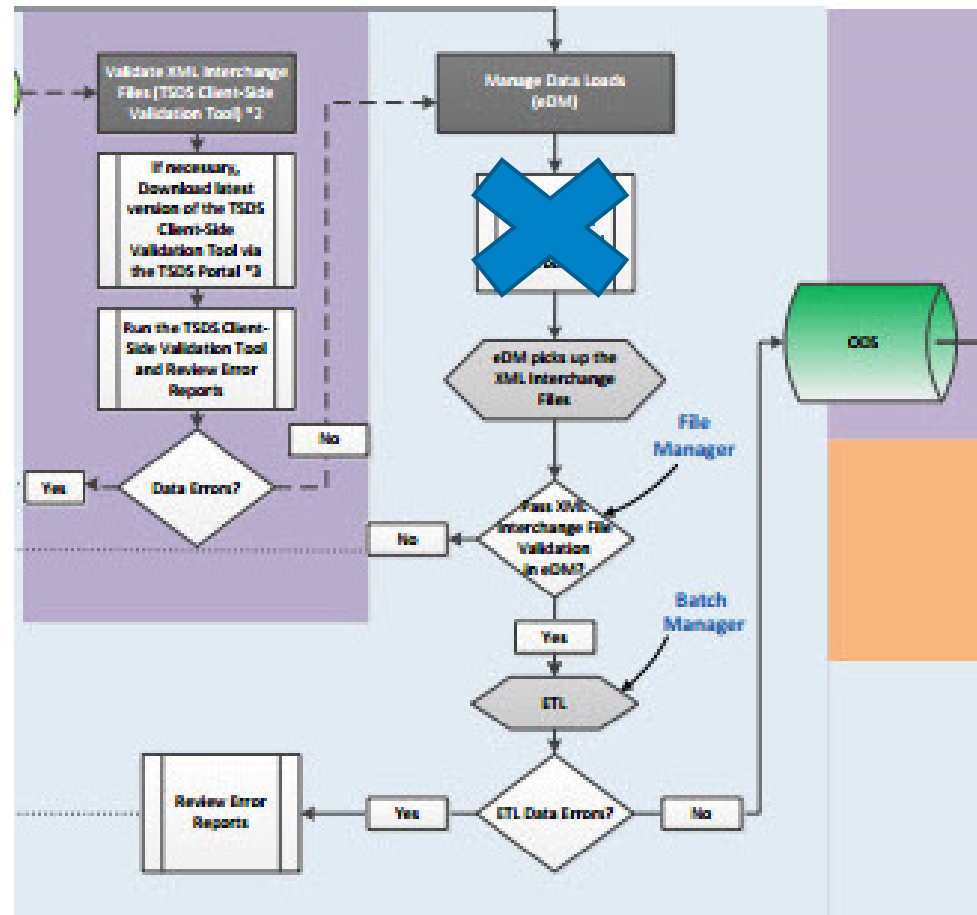 Validate XML Interchange
Files (TSDS Client-Side
Validation Tool) *2
If necessary,
Download latest
version of the TSDS
Client-Side
Validation Tool via
the TSDS Portal *3
Run the TSDS Client-
Side Validation Tool
and Review Error
Reports
No
Yes
Data Errors?
Manage Data Loads
(eDM)
eDM picks up the
XML Interchange
Files
File
Manager
Pass XML
Interchange File
Validation
in eDM?
No
Yes
Batch
Manager
ETL
ETL Data Errors?
Yes
No
Review Error
Reports
ODS